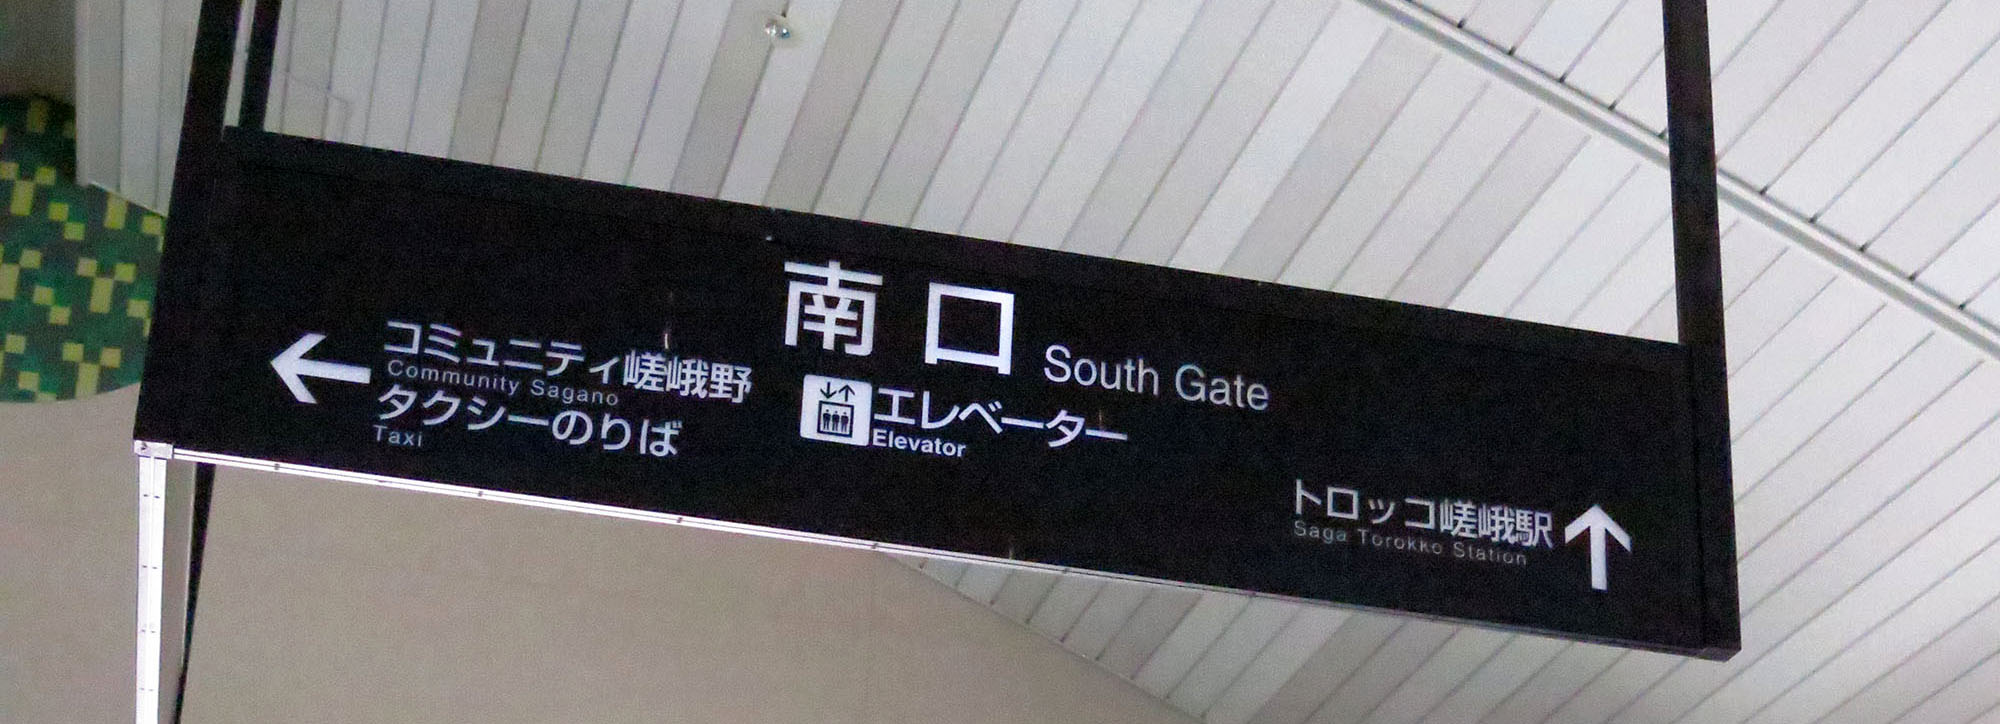 南口 South Gate
← コミュニティ嵯峨野
Community Sagano
タクシーのりば
Taxi
エレベーター
Elevator
トロッコ嵯峨駅 ↑
Saga Torokko Station